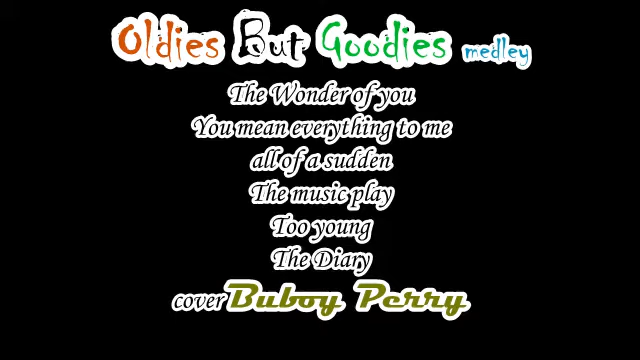 Oldies But Goodies medley
The Wonder of you
You mean everything to me
all of a sudden
The music play
Too young
The Diary
cover Buboy Perry